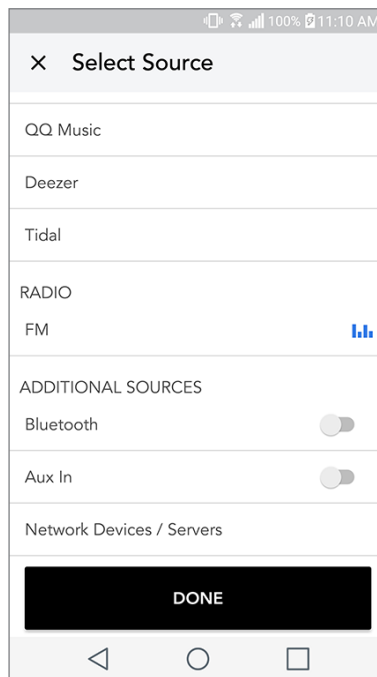 100% 11:10 AM
Select Source
QQ Music
Deezer
Tidal
RADIO
FM
ADDITIONAL SOURCES
Bluetooth
Aux In
Network Devices / Servers
DONE